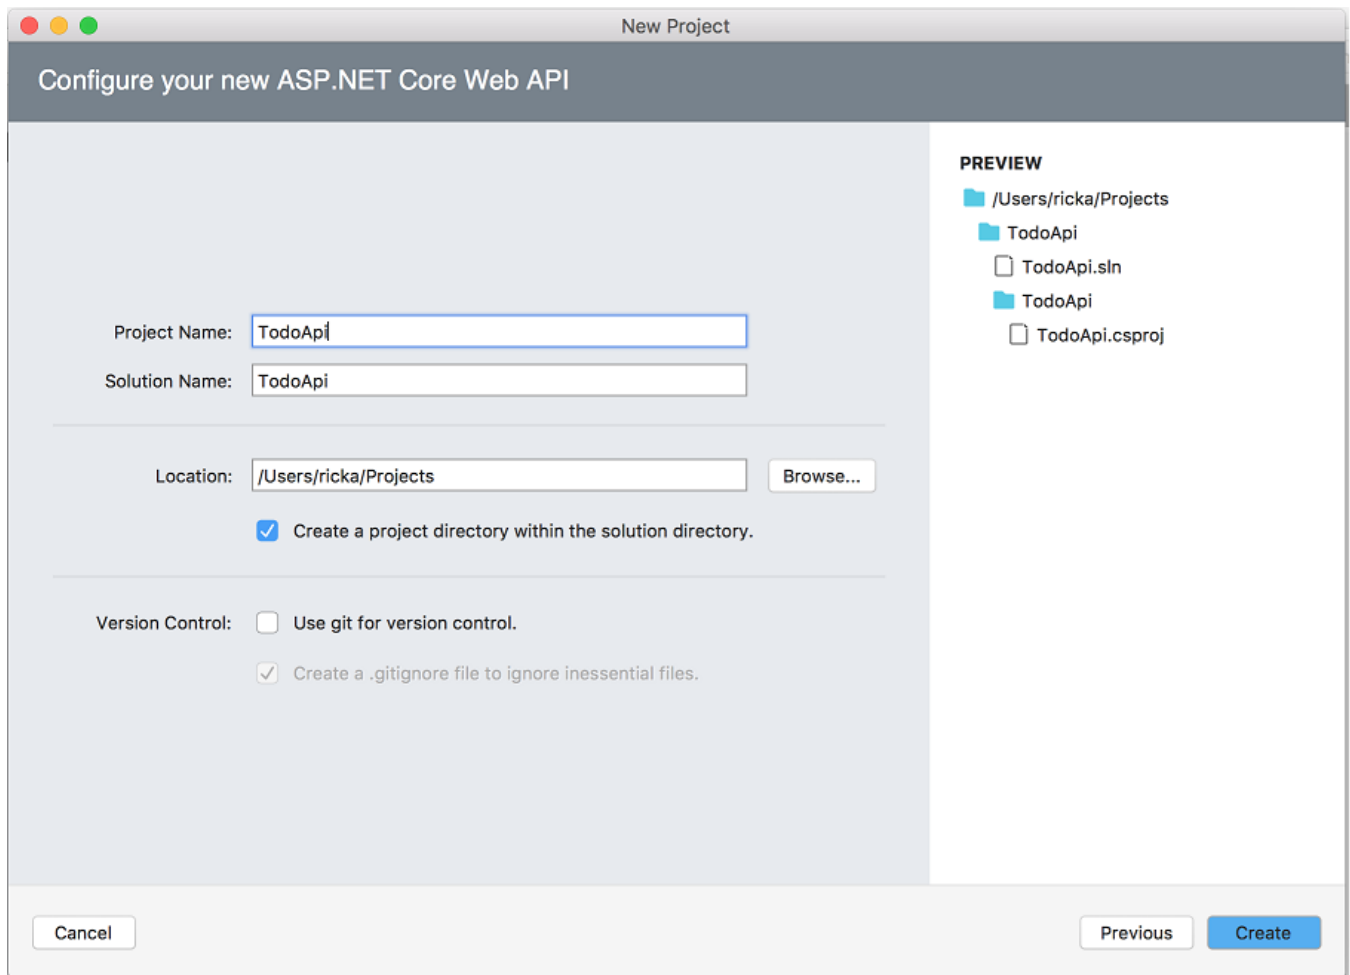 New Project
Configure your new ASP.NET Core Web API
PREVIEW
/Users/ricka/Projects
TodoApi
TodoApi.sln
TodoApi
TodoApi.csproj
Project Name: TodoApi
Solution Name: TodoApi
Location: /Users/ricka/Projects Browse...
Create a project directory within the solution directory.
Version Control: Use git for version control.
Create a .gitignore file to ignore inessential files.
Cancel Previous Create